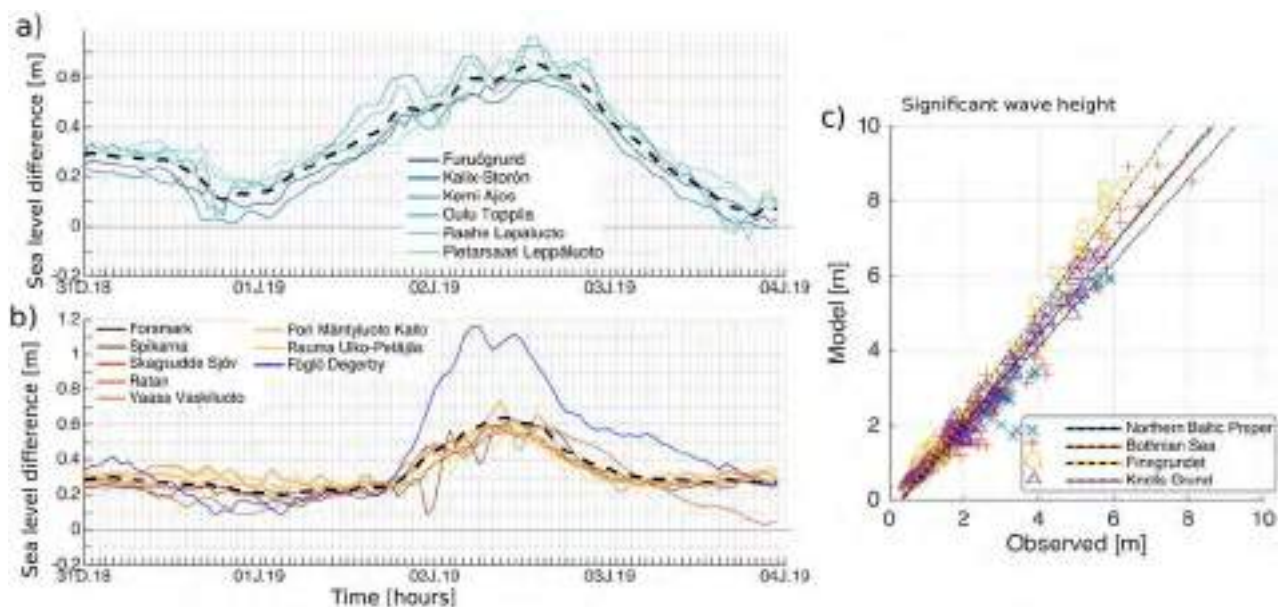 a)
Sea level difference [m]
0.6
0.4
0.2
0
-0.2
Furuögrund
Kalix-Storön
Kemi Ajos
Oulu Toppila
Raahe Lapaluoto
Pietarsaari Leppäluoto
31D.18 01J.19 02J.19 03J.19 04J.19
b)
Sea level difference [m]
1.2
1
0.8
0.6
0.4
0.2
0
-0.2
Forsmark
Spikarna
Skagsudde Sjöv
Ratan
Vaasa Vaskiluoto
Pori Mäntyluoto Kallo
Rauma Ulko-Petäjäs
Föglö Degerby
31D.18 01J.19 02J.19 03J.19 04J.19
Time [hours]
c)
Significant wave height
Model [m]
10
8
6
4
2
0
Northern Baltic Proper
Bothnian Sea
Finngrundet
Knolls Grund
0 2 4 6 8 10
Observed [m]